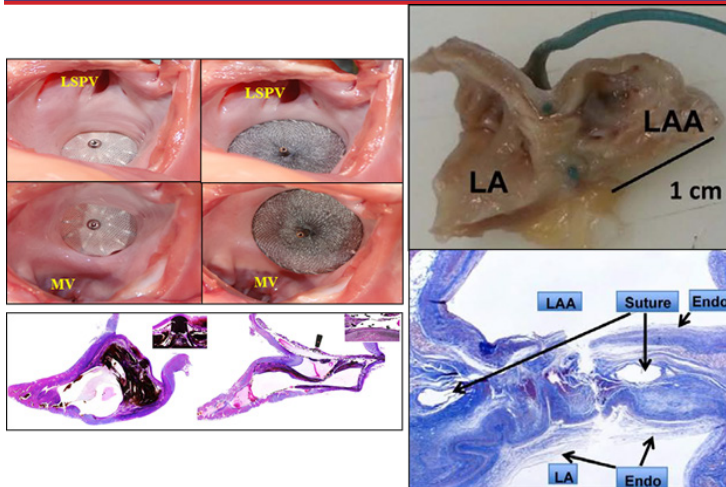 LSPV
LSPV
MV
MV
LA
LAA
1 cm
LAA
Suture
Endo
LA
Endo